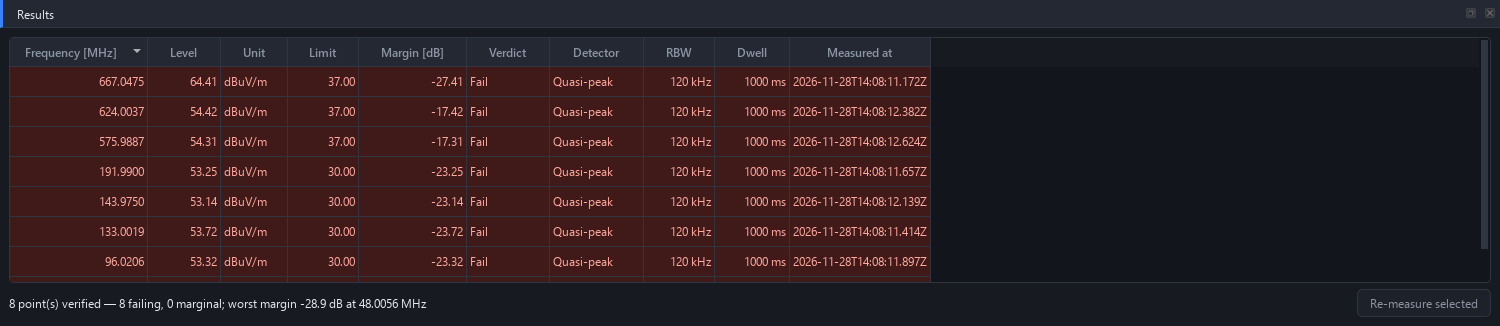 Results
Frequency [MHz] Level Unit Limit Margin [dB] Verdict Detector RBW Dwell Measured at
667.0475 64.41 dBuV/m 37.00 -27.41 Fail Quasi-peak 120 kHz 1000 ms 2026-11-28T14:08:11.172Z
624.0037 54.42 dBuV/m 37.00 -17.42 Fail Quasi-peak 120 kHz 1000 ms 2026-11-28T14:08:12.382Z
575.9887 54.31 dBuV/m 37.00 -17.31 Fail Quasi-peak 120 kHz 1000 ms 2026-11-28T14:08:12.624Z
191.9900 53.25 dBuV/m 30.00 -23.25 Fail Quasi-peak 120 kHz 1000 ms 2026-11-28T14:08:11.657Z
143.9750 53.14 dBuV/m 30.00 -23.14 Fail Quasi-peak 120 kHz 1000 ms 2026-11-28T14:08:12.139Z
133.0019 53.72 dBuV/m 30.00 -23.72 Fail Quasi-peak 120 kHz 1000 ms 2026-11-28T14:08:11.414Z
96.0206 53.32 dBuV/m 30.00 -23.32 Fail Quasi-peak 120 kHz 1000 ms 2026-11-28T14:08:11.897Z
8 point(s) verified — 8 failing, 0 marginal; worst margin -28.9 dB at 48.0056 MHz
Re-measure selected